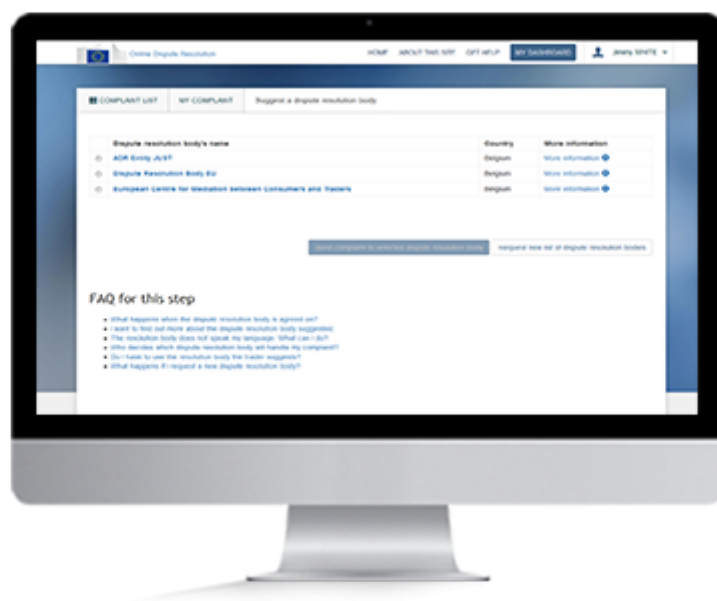 Online Dispute Resolution
HOME ABOUT THIS SITE GET HELP MY DASHBOARD Jenny WHITE
COMPLAINT LIST MY COMPLAINT Suggest a dispute resolution body
Dispute resolution body's name Country More information
ADR Entity JUST Belgium More information
Dispute Resolution Body EU Belgium More information
European Centre for Mediation between Consumers and Traders Belgium More information
Send complaint to selected dispute resolution body Request new list of dispute resolution bodies
FAQ for this step
What happens when the dispute resolution body is agreed on?
I want to find out more about the dispute resolution body suggested.
The resolution body does not speak my language. What can I do?
Who decides which dispute resolution body will handle my complaint?
Do I have to use the resolution body the trader suggests?
What happens if I request a new dispute resolution body?